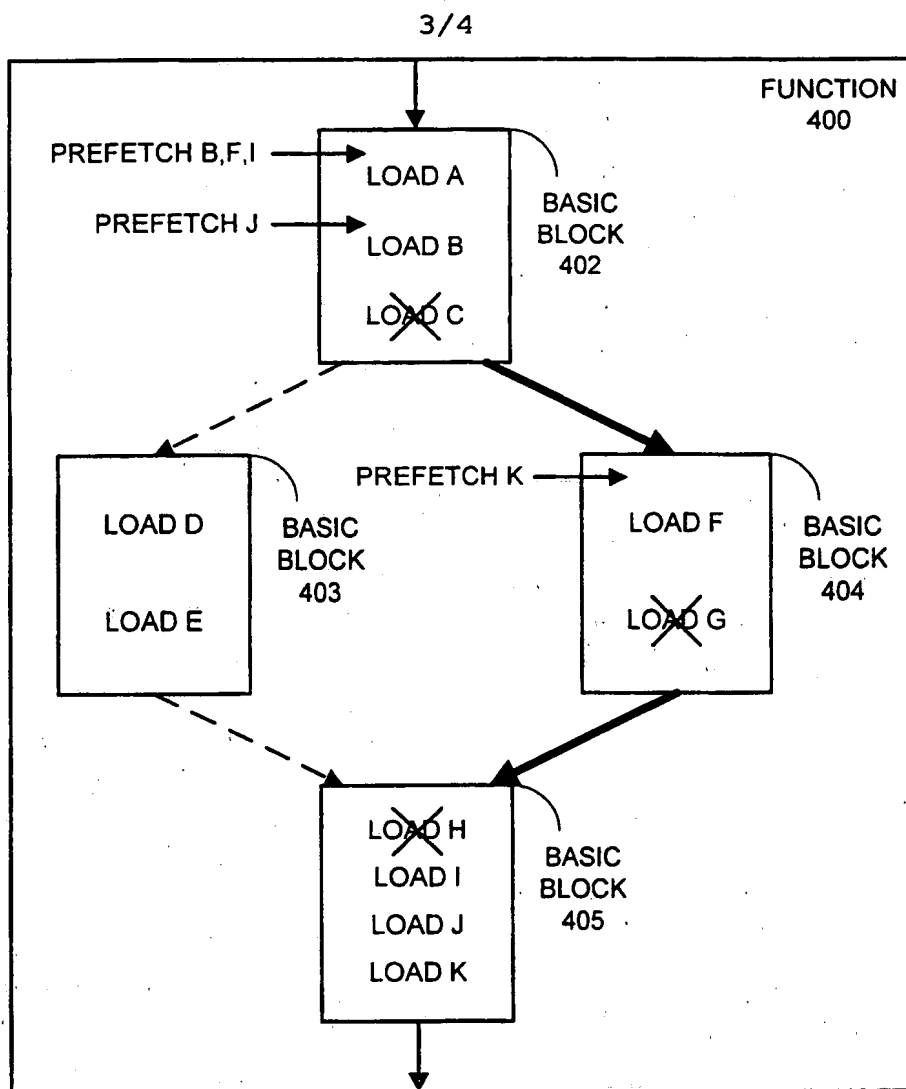 3/4
FUNCTION
400
PREFETCH B,F,I
LOAD A
PREFETCH J
LOAD B
LOAD C
BASIC
BLOCK
402
LOAD D
LOAD E
BASIC
BLOCK
403
PREFETCH K
LOAD F
LOAD G
BASIC
BLOCK
404
LOAD H
LOAD I
LOAD J
LOAD K
BASIC
BLOCK
405